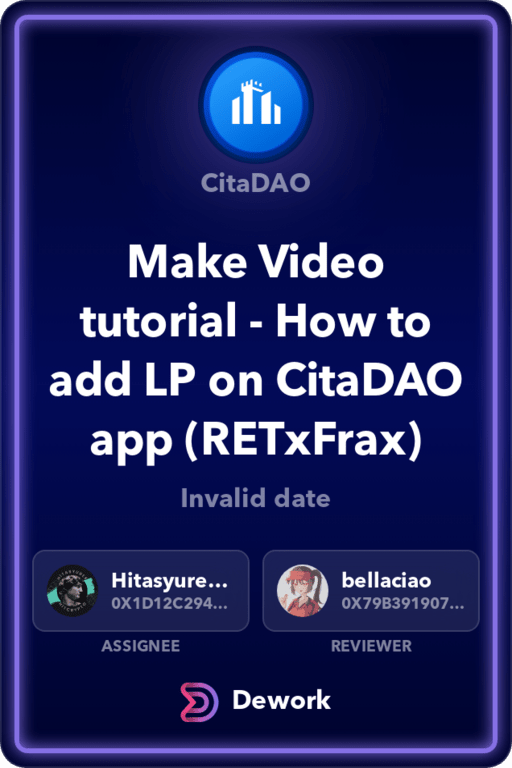 CitaDAO
Make Video
tutorial - How to
add LP on CitaDAO
app (RETxFrax)
Invalid date
Hitasyure...
0X1D12C294...
ASSIGNEE
bellaciao
0X79B391907...
REVIEWER
Dework